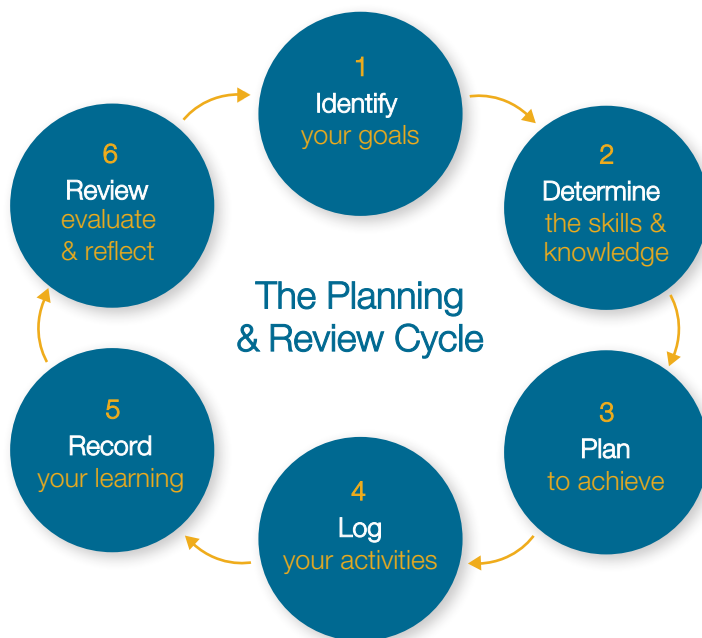 The Planning
& Review Cycle
1
Identify
your goals
2
Determine
the skills &
knowledge
3
Plan
to achieve
4
Log
your activities
5
Record
your learning
6
Review
evaluate
& reflect